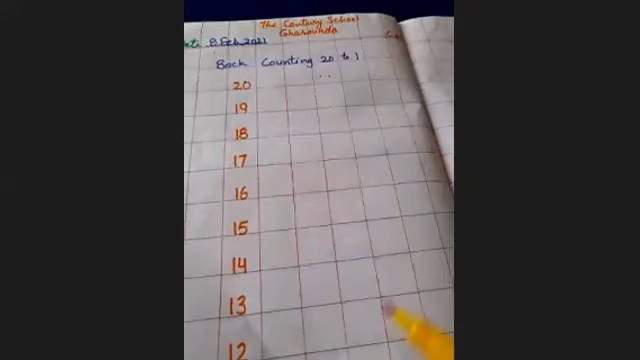 The Century School
Gharaunda
8 Feb, 2021
Back Counting 20 to 1
20
19
18
17
16
15
14
13
12